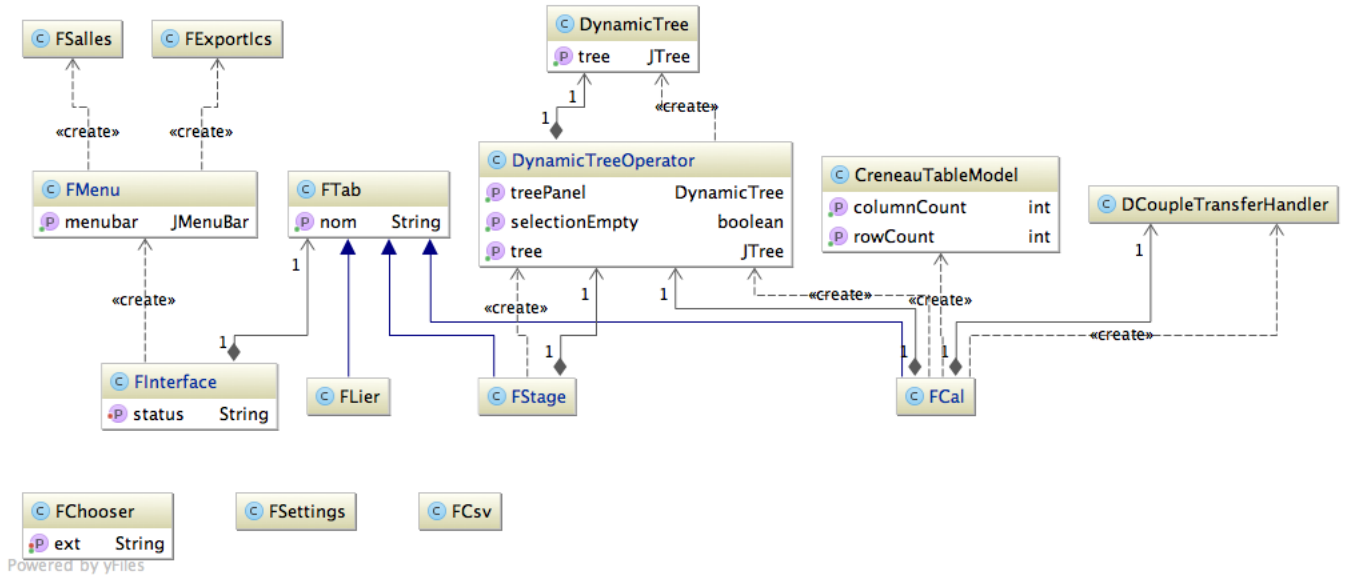 C FSalles
C FExportIcs
C DynamicTree
P tree JTree
«create»
«create»
1
«create»
1
C DynamicTreeOperator
P treePanel DynamicTree
P selectionEmpty boolean
P tree JTree
C FMenu
P menubar JMenuBar
C FTab
P nom String
C CreneauTableModel
P columnCount int
P rowCount int
C DCoupleTransferHandler
1
«create»
«create»
1
1
«create»
«create»
1
«create»
1
1
1
1
C FInterface
P status String
C FLier
C FStage
C FCal
C FChooser
P ext String
C FSettings
C FCsv
Powered by yFiles